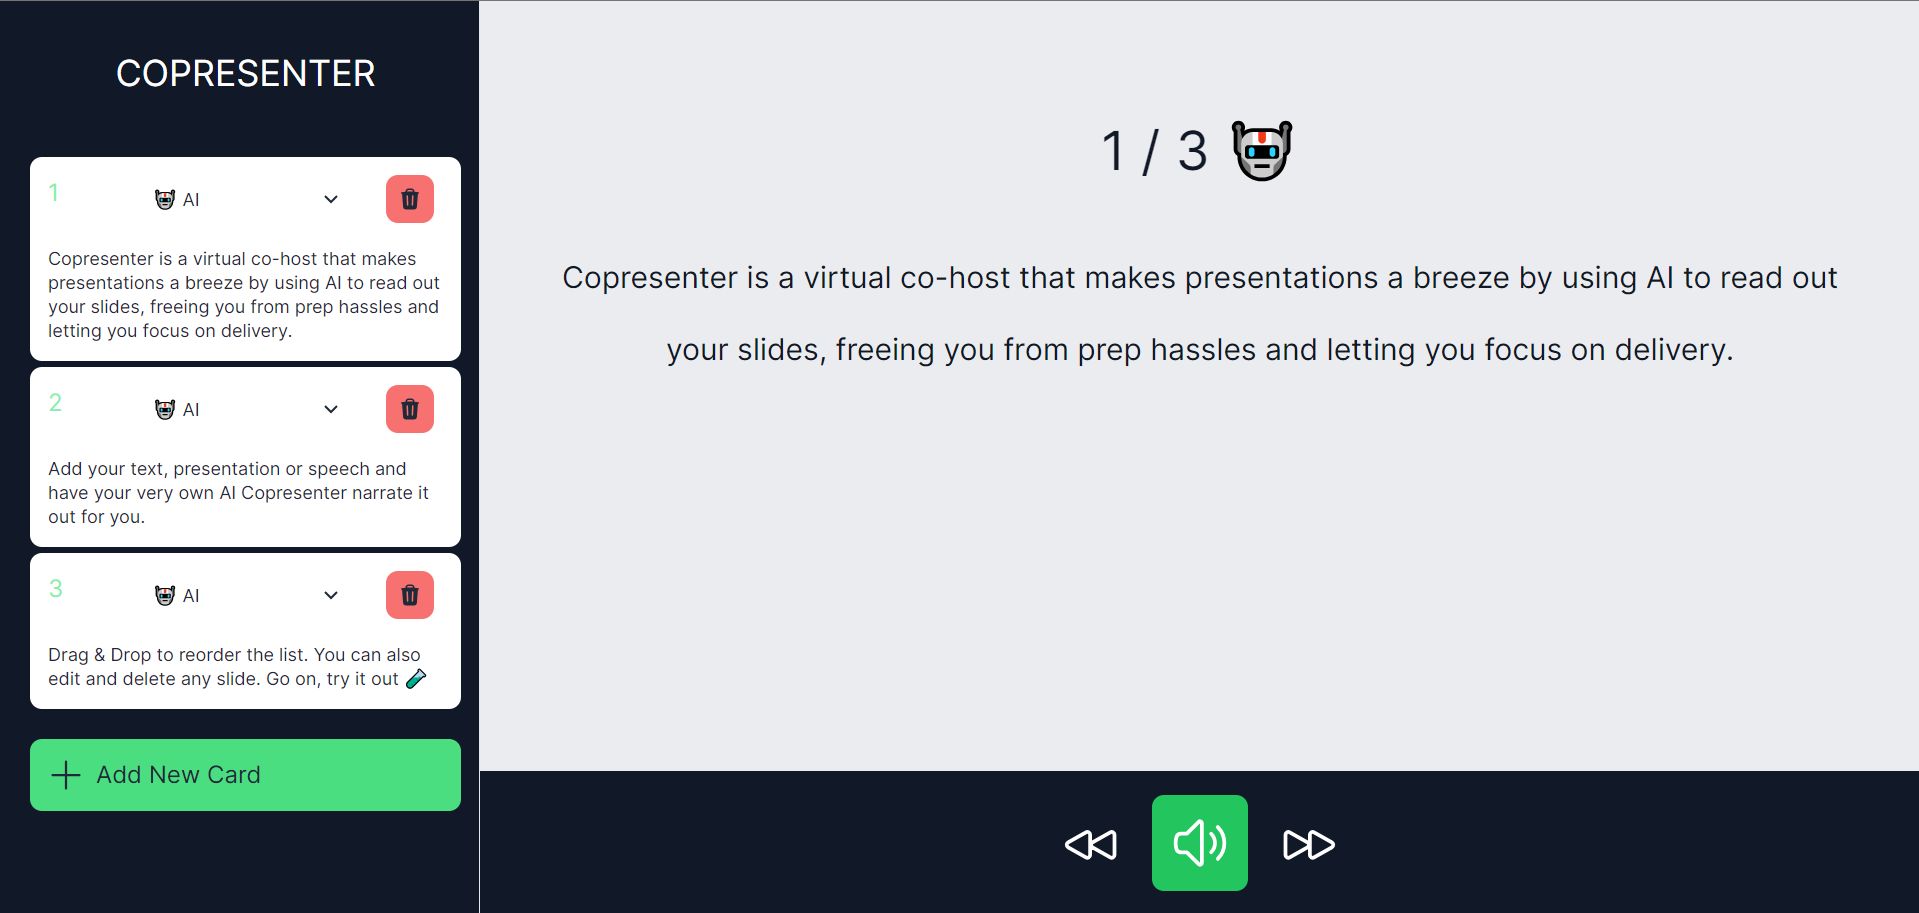 COPRESENTER
1
AI
Copresenter is a virtual co-host that makes
presentations a breeze by using AI to read out
your slides, freeing you from prep hassles and
letting you focus on delivery.
2
AI
Add your text, presentation or speech and
have your very own AI Copresenter narrate it
out for you.
3
AI
Drag & Drop to reorder the list. You can also
edit and delete any slide. Go on, try it out
Add New Card
1 / 3
Copresenter is a virtual co-host that makes presentations a breeze by using AI to read out
your slides, freeing you from prep hassles and letting you focus on delivery.